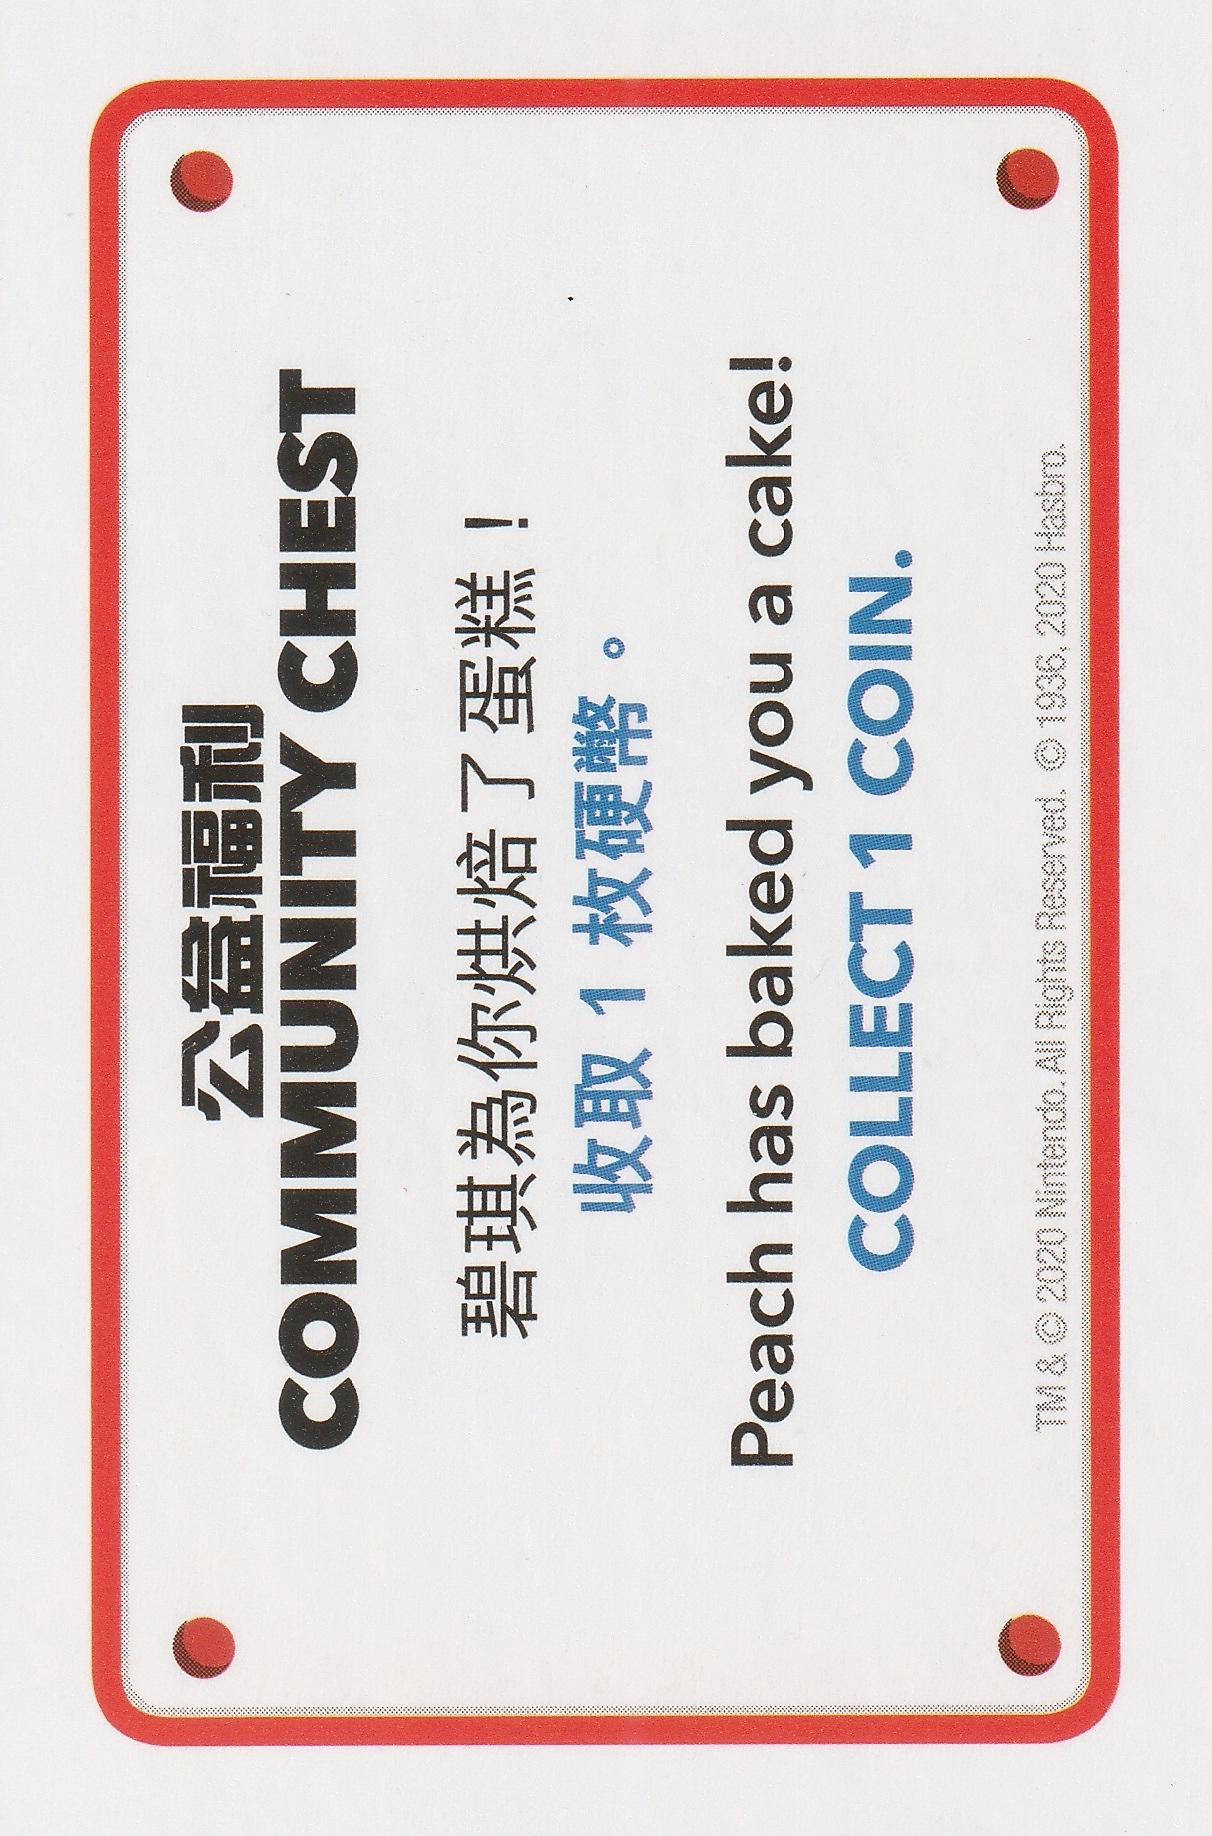 公益福利
COMMUNITY CHEST
碧琪為你烘焙了蛋糕！
收取 1 枚硬幣。
Peach has baked you a cake!
COLLECT 1 COIN.
TM & © 2020 Nintendo. All Rights Reserved. © 1936, 2020 Hasbro.